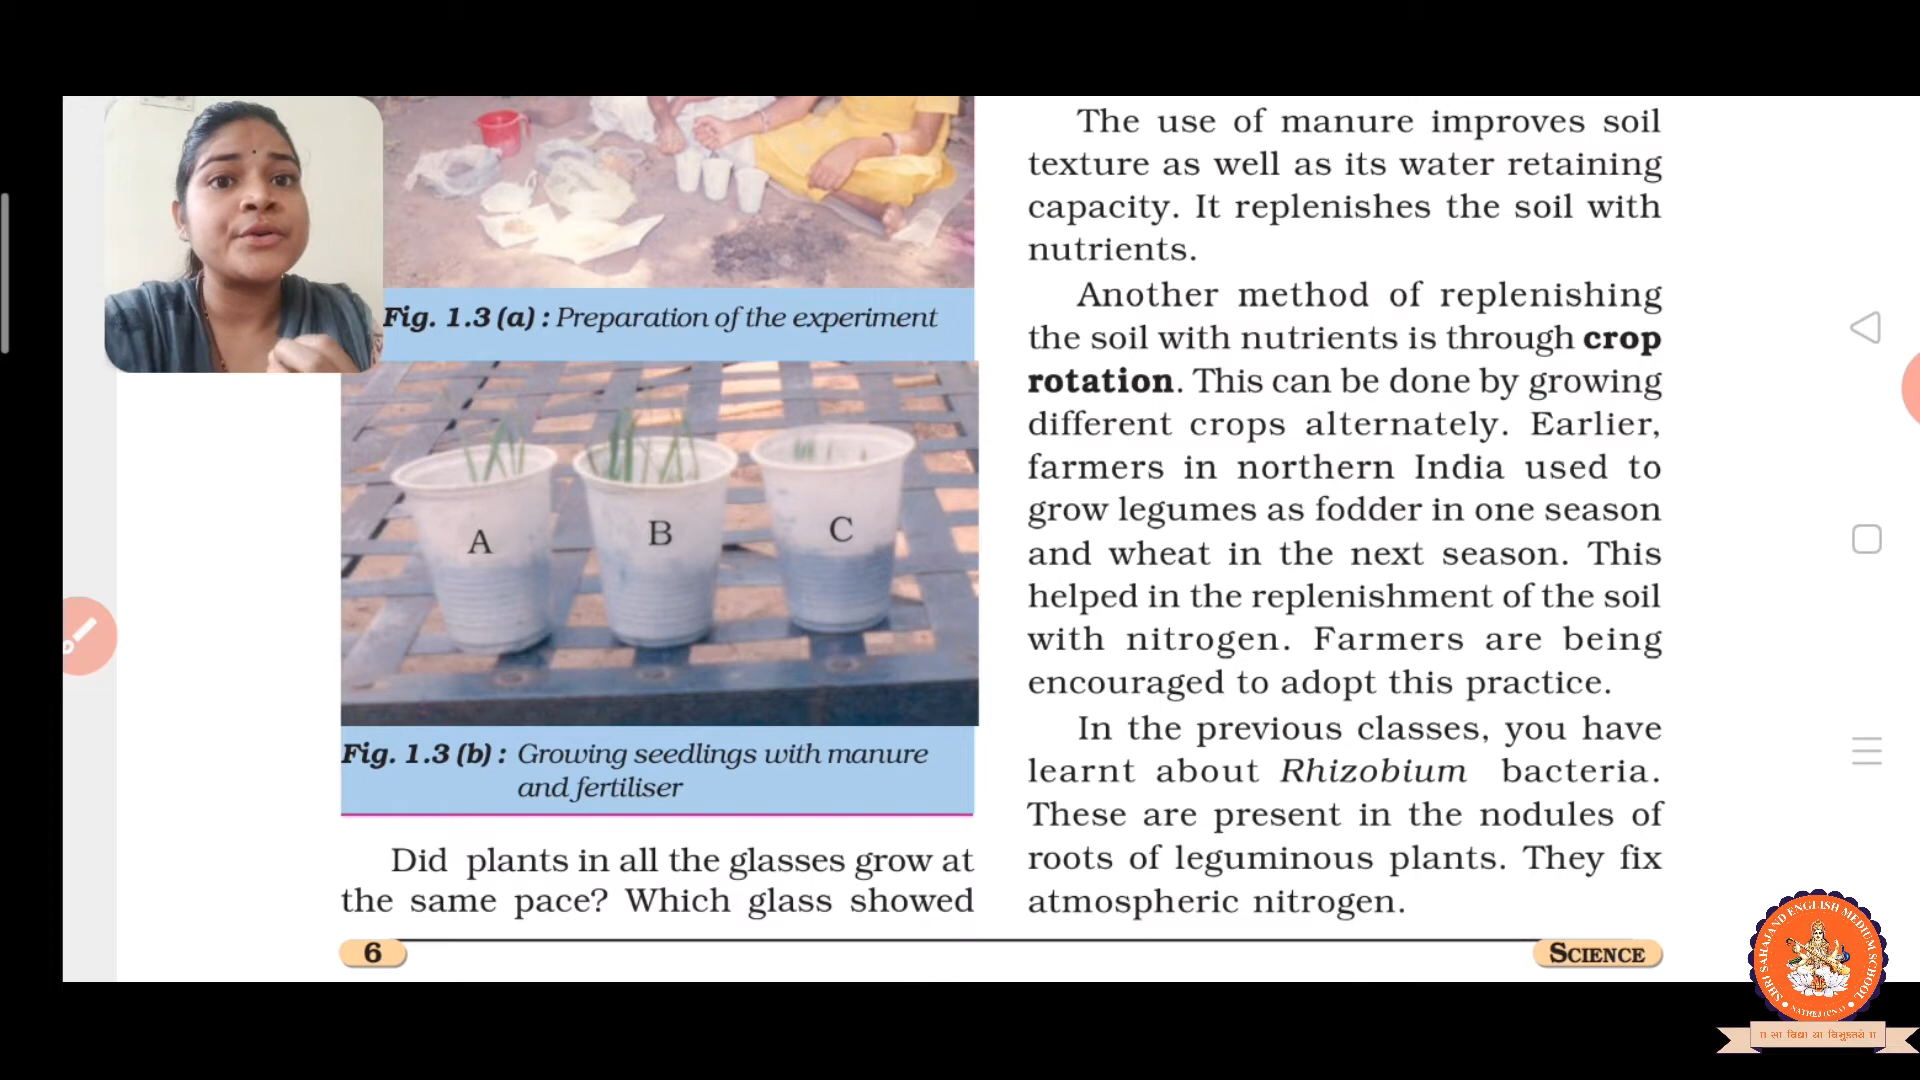 Fig. 1.3 (a) : Preparation of the experiment
A
B
C
Fig. 1.3 (b) : Growing seedlings with manure
and fertiliser
Did plants in all the glasses grow at
the same pace? Which glass showed
The use of manure improves soil
texture as well as its water retaining
capacity. It replenishes the soil with
nutrients.
Another method of replenishing
the soil with nutrients is through crop
rotation. This can be done by growing
different crops alternately. Earlier,
farmers in northern India used to
grow legumes as fodder in one season
and wheat in the next season. This
helped in the replenishment of the soil
with nitrogen. Farmers are being
encouraged to adopt this practice.
In the previous classes, you have
learnt about Rhizobium bacteria.
These are present in the nodules of
roots of leguminous plants. They fix
atmospheric nitrogen.
6
SCIENCE
SHRI SAHAJANAND ENGLISH MEDIUM SCHOOL
॥ सा विद्या या विमुक्तये ॥